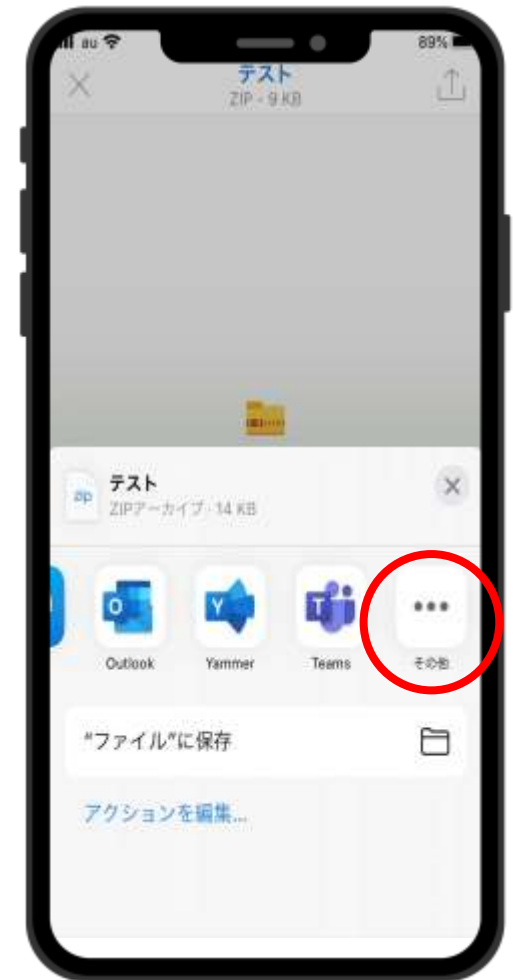 au 89%
テスト
ZIP - 9 KB
zip テスト
ZIPアーカイブ・14 KB
Outlook Yammer Teams その他
"ファイル"に保存
アクションを編集...